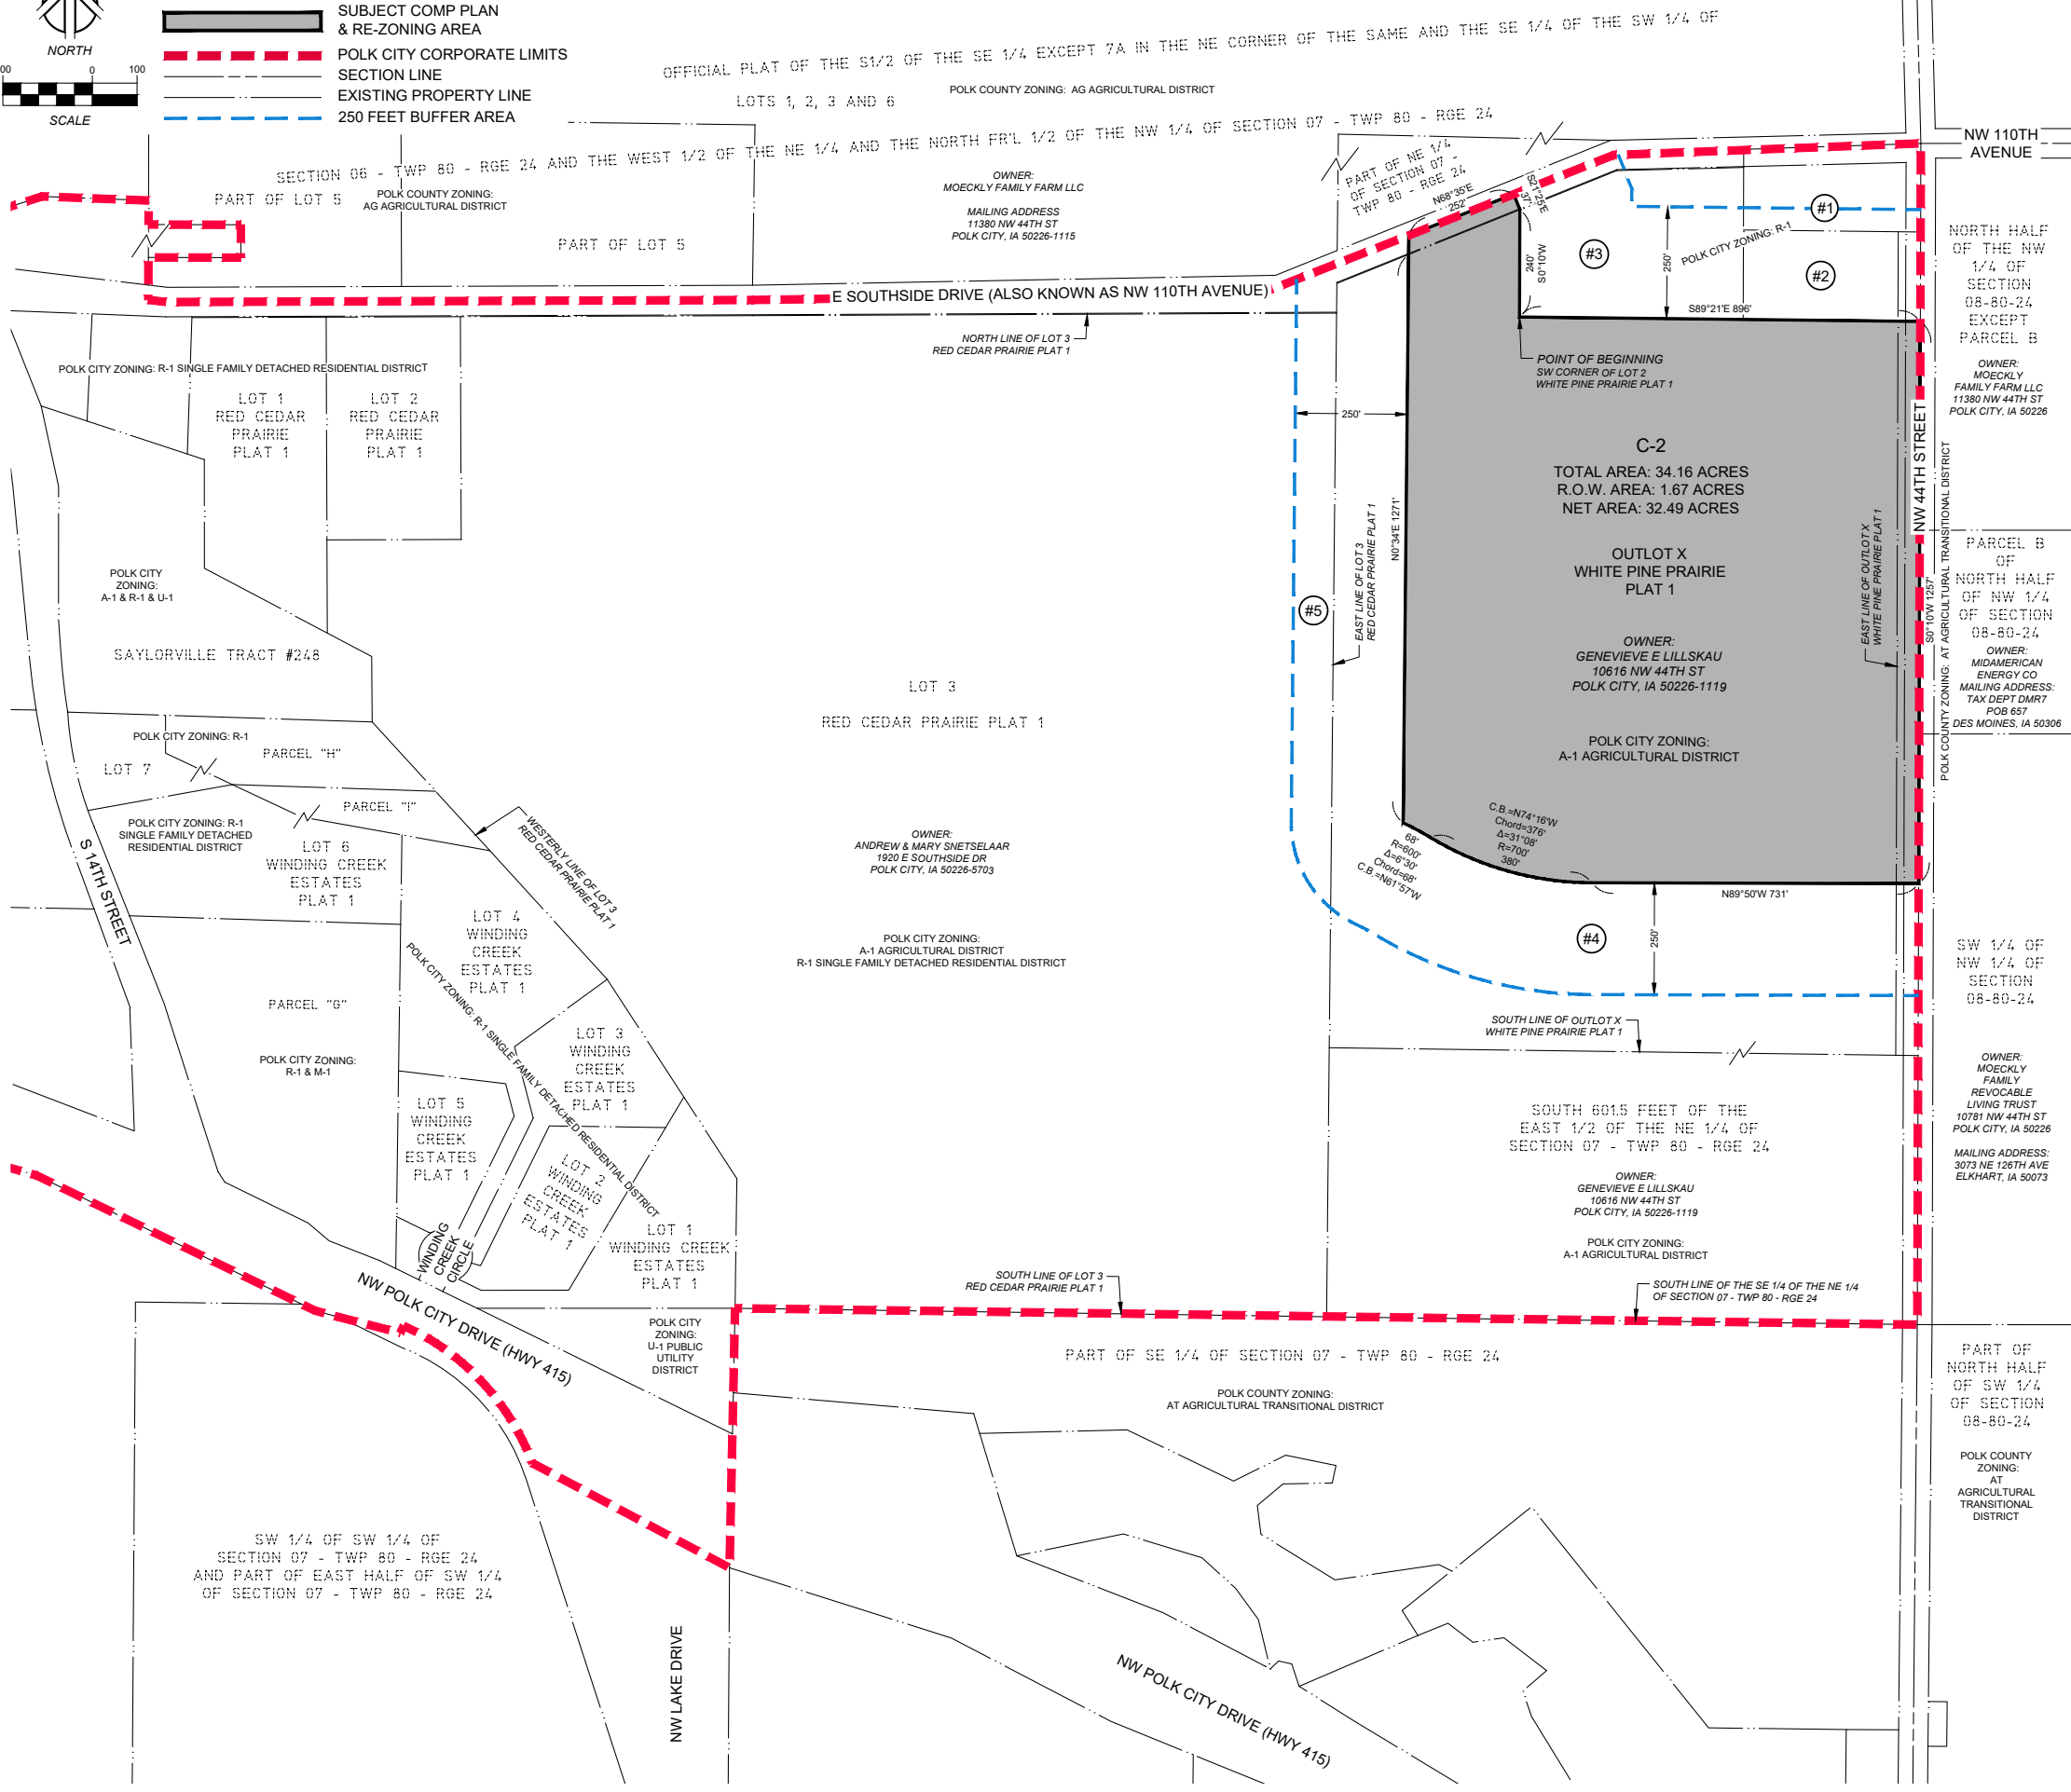 SUBJECT COMP PLAN
& RE-ZONING AREA
POLK CITY CORPORATE LIMITS
SECTION LINE
EXISTING PROPERTY LINE
250 FEET BUFFER AREA
NORTH
00 0 100
SCALE
OFFICIAL PLAT OF THE S1/2 OF THE SE 1/4 EXCEPT 7A IN THE NE CORNER OF THE SAME AND THE SE 1/4 OF THE SW 1/4 OF
LOTS 1, 2, 3 AND 6
POLK COUNTY ZONING: AG AGRICULTURAL DISTRICT
SECTION 06 - TWP 80 - RGE 24 AND THE WEST 1/2 OF THE NE 1/4 AND THE NORTH FR'L 1/2 OF THE NW 1/4 OF SECTION 07 - TWP 80 - RGE 24
PART OF LOT 5
POLK COUNTY ZONING:
AG AGRICULTURAL DISTRICT
PART OF LOT 5
OWNER:
MOECKLY FAMILY FARM LLC
MAILING ADDRESS
11380 NW 44TH ST
POLK CITY, IA 50226-1115
PART OF NE 1/4
OF SECTION 07 -
TWP 80 - RGE 24
N68°35'E
252'
S21°25'E
37'
240'
S0°10'W
#1
#3
250'
POLK CITY ZONING: R-1
#2
S89°21'E 896'
NW 110TH
AVENUE
NORTH HALF
OF THE NW
1/4 OF
SECTION
08-80-24
EXCEPT
PARCEL B
OWNER:
MOECKLY
FAMILY FARM LLC
11380 NW 44TH ST
POLK CITY, IA 50226
E SOUTHSIDE DRIVE (ALSO KNOWN AS NW 110TH AVENUE)
NORTH LINE OF LOT 3
RED CEDAR PRAIRIE PLAT 1
POINT OF BEGINNING
SW CORNER OF LOT 2
WHITE PINE PRAIRIE PLAT 1
POLK CITY ZONING: R-1 SINGLE FAMILY DETACHED RESIDENTIAL DISTRICT
LOT 1
RED CEDAR
PRAIRIE
PLAT 1
LOT 2
RED CEDAR
PRAIRIE
PLAT 1
250'
C-2
TOTAL AREA: 34.16 ACRES
R.O.W. AREA: 1.67 ACRES
NET AREA: 32.49 ACRES
OUTLOT X
WHITE PINE PRAIRIE
PLAT 1
OWNER:
GENEVIEVE E LILLSKAU
10616 NW 44TH ST
POLK CITY, IA 50226-1119
POLK CITY ZONING:
A-1 AGRICULTURAL DISTRICT
N0°34'E 1271'
EAST LINE OF LOT 3
RED CEDAR PRAIRIE PLAT 1
EAST LINE OF OUTLOT X
WHITE PINE PRAIRIE PLAT 1
NW 44TH STREET
S0°10'W 1257'
POLK COUNTY ZONING: AT AGRICULTURAL TRANSITIONAL DISTRICT
PARCEL B
OF
NORTH HALF
OF NW 1/4
OF SECTION
08-80-24
OWNER:
MIDAMERICAN
ENERGY CO
MAILING ADDRESS:
TAX DEPT DMR7
POB 657
DES MOINES, IA 50306
#5
POLK CITY
ZONING:
A-1 & R-1 & U-1
SAYLORVILLE TRACT #248
LOT 3
RED CEDAR PRAIRIE PLAT 1
POLK CITY ZONING: R-1
PARCEL "H"
LOT 7
PARCEL "I"
POLK CITY ZONING: R-1
SINGLE FAMILY DETACHED
RESIDENTIAL DISTRICT
WESTERLY LINE OF LOT 3
RED CEDAR PRAIRIE PLAT 1
OWNER:
ANDREW & MARY SNETSELAAR
1920 E SOUTHSIDE DR
POLK CITY, IA 50226-5703
C.B.=N74°16'W
Chord=376'
Δ=31°08'
R=700'
380'
68'
R=600'
Δ=6°30'
Chord=68'
C.B.=N61°57'W
N89°50'W 731'
S 14TH STREET
LOT 6
WINDING CREEK
ESTATES
PLAT 1
LOT 4
WINDING
CREEK
ESTATES
PLAT 1
POLK CITY ZONING:
A-1 AGRICULTURAL DISTRICT
R-1 SINGLE FAMILY DETACHED RESIDENTIAL DISTRICT
#4
250'
SW 1/4 OF
NW 1/4 OF
SECTION
08-80-24
POLK CITY ZONING: R-1 SINGLE FAMILY DETACHED RESIDENTIAL DISTRICT
PARCEL "G"
POLK CITY ZONING:
R-1 & M-1
LOT 3
WINDING
CREEK
ESTATES
PLAT 1
SOUTH LINE OF OUTLOT X
WHITE PINE PRAIRIE PLAT 1
OWNER:
MOECKLY
FAMILY
REVOCABLE
LIVING TRUST
10781 NW 44TH ST
POLK CITY, IA 50226
MAILING ADDRESS:
3073 NE 126TH AVE
ELKHART, IA 50073
LOT 5
WINDING
CREEK
ESTATES
PLAT 1
LOT 2
WINDING
CREEK
ESTATES
PLAT 1
SOUTH 601.5 FEET OF THE
EAST 1/2 OF THE NE 1/4 OF
SECTION 07 - TWP 80 - RGE 24
OWNER:
GENEVIEVE E LILLSKAU
10616 NW 44TH ST
POLK CITY, IA 50226-1119
POLK CITY ZONING:
A-1 AGRICULTURAL DISTRICT
LOT 1
WINDING CREEK
ESTATES
PLAT 1
WINDING
CREEK
CIRCLE
SOUTH LINE OF LOT 3
RED CEDAR PRAIRIE PLAT 1
SOUTH LINE OF THE SE 1/4 OF THE NE 1/4
OF SECTION 07 - TWP 80 - RGE 24
NW POLK CITY DRIVE (HWY 415)
POLK CITY
ZONING:
U-1 PUBLIC
UTILITY
DISTRICT
PART OF SE 1/4 OF SECTION 07 - TWP 80 - RGE 24
POLK COUNTY ZONING:
AT AGRICULTURAL TRANSITIONAL DISTRICT
PART OF
NORTH HALF
OF SW 1/4
OF SECTION
08-80-24
POLK COUNTY
ZONING:
AT
AGRICULTURAL
TRANSITIONAL
DISTRICT
SW 1/4 OF SW 1/4 OF
SECTION 07 - TWP 80 - RGE 24
AND PART OF EAST HALF OF SW 1/4
OF SECTION 07 - TWP 80 - RGE 24
NW LAKE DRIVE
NW POLK CITY DRIVE (HWY 415)